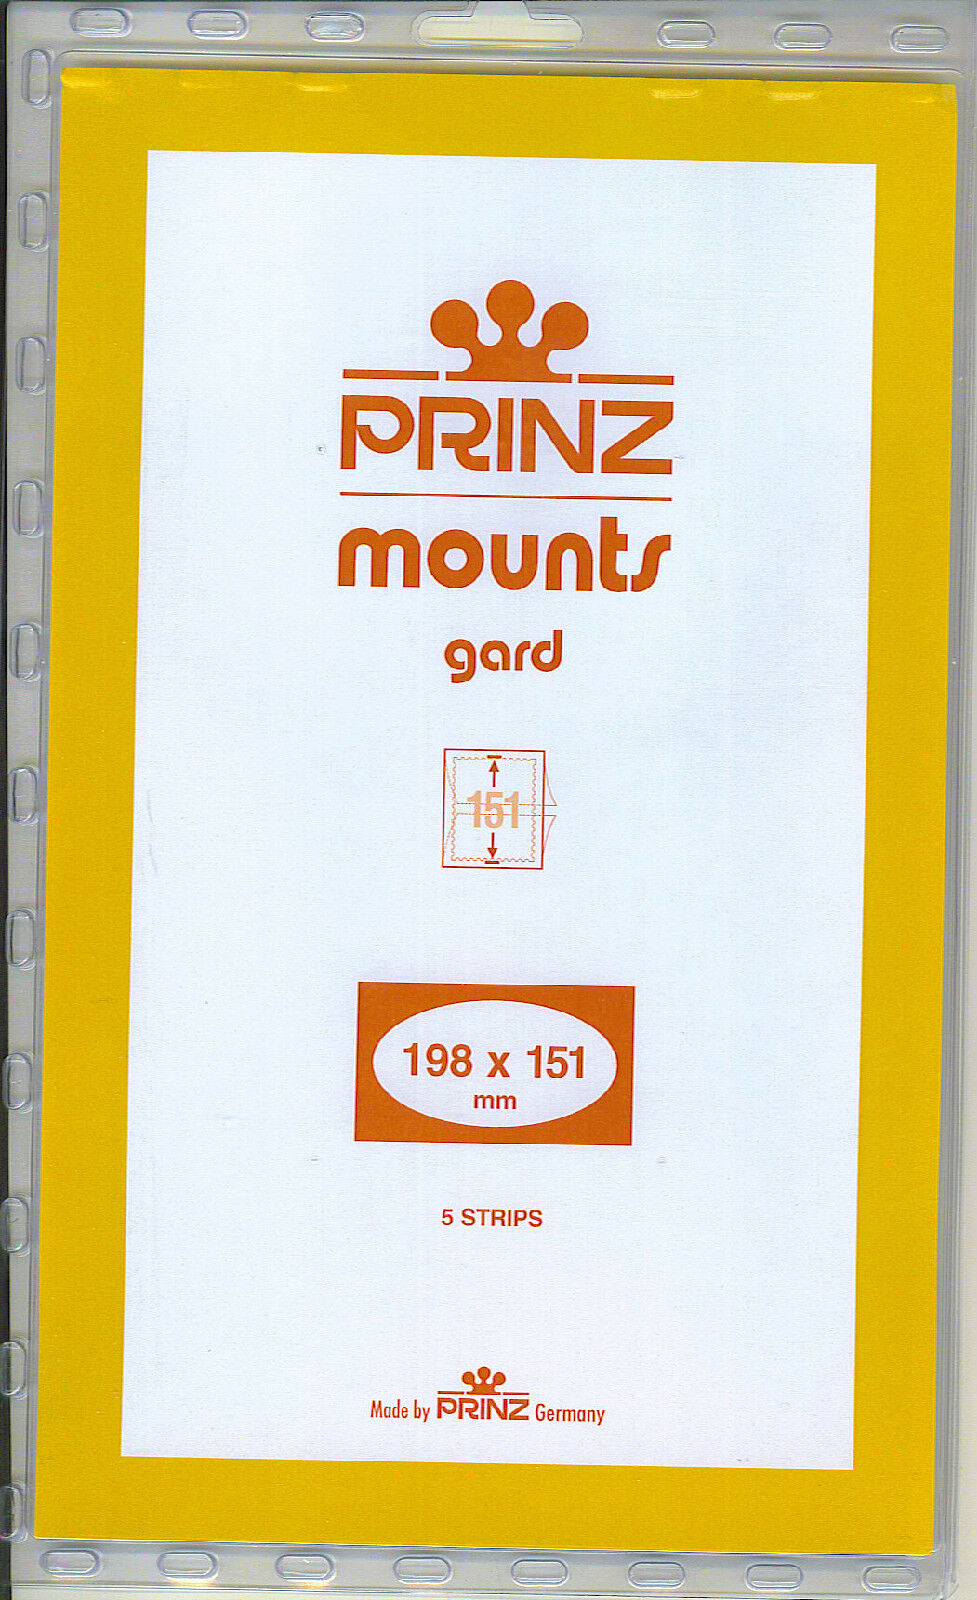 PRINZ
mounts
gard
151
198 x 151
mm
5 STRIPS
Made by PRINZ Germany